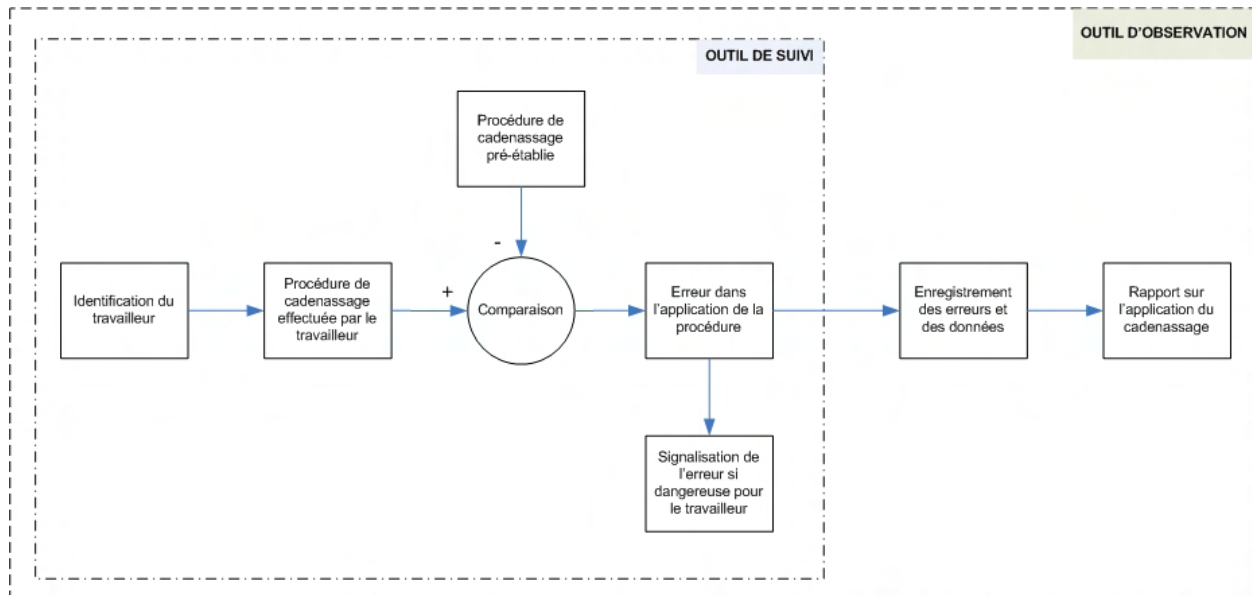 OUTIL D'OBSERVATION
OUTIL DE SUIVI
Procédure de
cadenassage
pré-établie
-
+
Identification du
travailleur
Procédure de
cadenassage
effectuée par le
travailleur
Comparaison
Erreur dans
l'application de la
procédure
Enregistrement
des erreurs et
des données
Rapport sur
l'application du
cadenassage
Signalisation de
l'erreur si
dangereuse pour
le travailleur